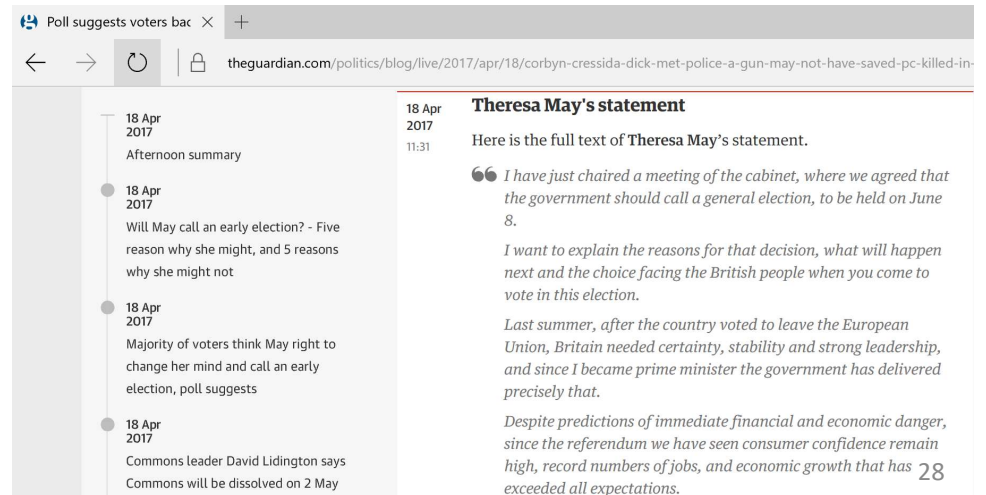 Poll suggests voters bac
theguardian.com/politics/blog/live/2017/apr/18/corbyn-cressida-dick-met-police-a-gun-may-not-have-saved-pc-killed-in-
18 Apr
2017
Afternoon summary
18 Apr
2017
Will May call an early election? - Five
reason why she might, and 5 reasons
why she might not
18 Apr
2017
Majority of voters think May right to
change her mind and call an early
election, poll suggests
18 Apr
2017
Commons leader David Lidington says
Commons will be dissolved on 2 May
18 Apr
2017
11:31
Theresa May's statement
Here is the full text of Theresa May's statement.
I have just chaired a meeting of the cabinet, where we agreed that
the government should call a general election, to be held on June
8.
I want to explain the reasons for that decision, what will happen
next and the choice facing the British people when you come to
vote in this election.
Last summer, after the country voted to leave the European
Union, Britain needed certainty, stability and strong leadership,
and since I became prime minister the government has delivered
precisely that.
Despite predictions of immediate financial and economic danger,
since the referendum we have seen consumer confidence remain
high, record numbers of jobs, and economic growth that has
exceeded all expectations.
28